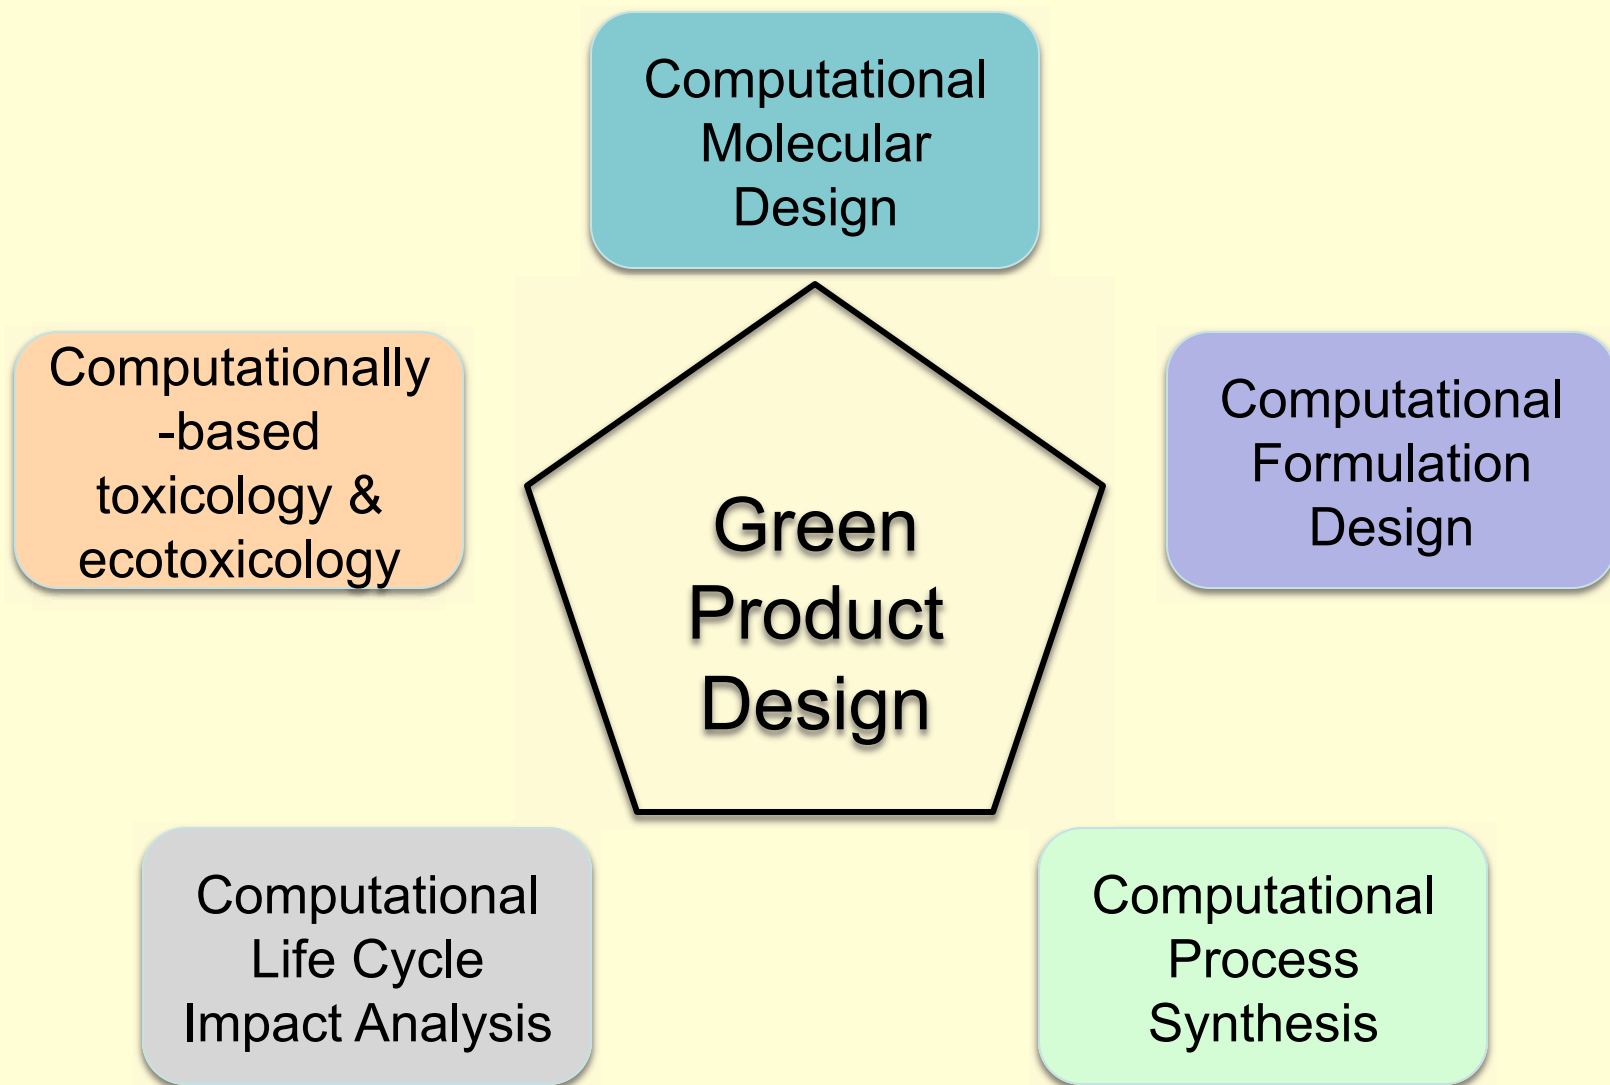 Computational
Molecular
Design
Computationally
-based
toxicology &
ecotoxicology
Computational
Formulation
Design
Green
Product
Design
Computational
Life Cycle
Impact Analysis
Computational
Process
Synthesis